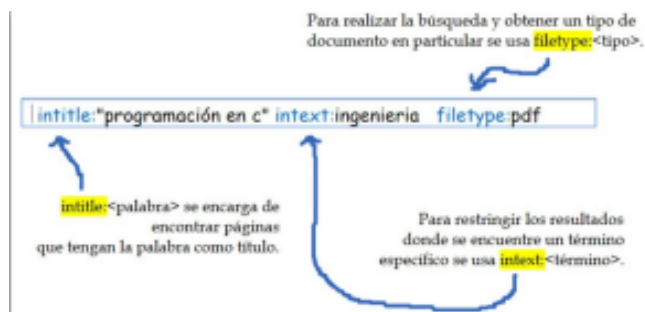 Para realizar la búsqueda y obtener un tipo de
documento en particular se usa filetype:<tipo>.
intitle:"programación en c" intext:ingenieria filetype:pdf
intitle:<palabra> se encarga de
encontrar páginas
que tengan la palabra como título.
Para restringir los resultados
donde se encuentre un término
específico se usa intext:<término>.